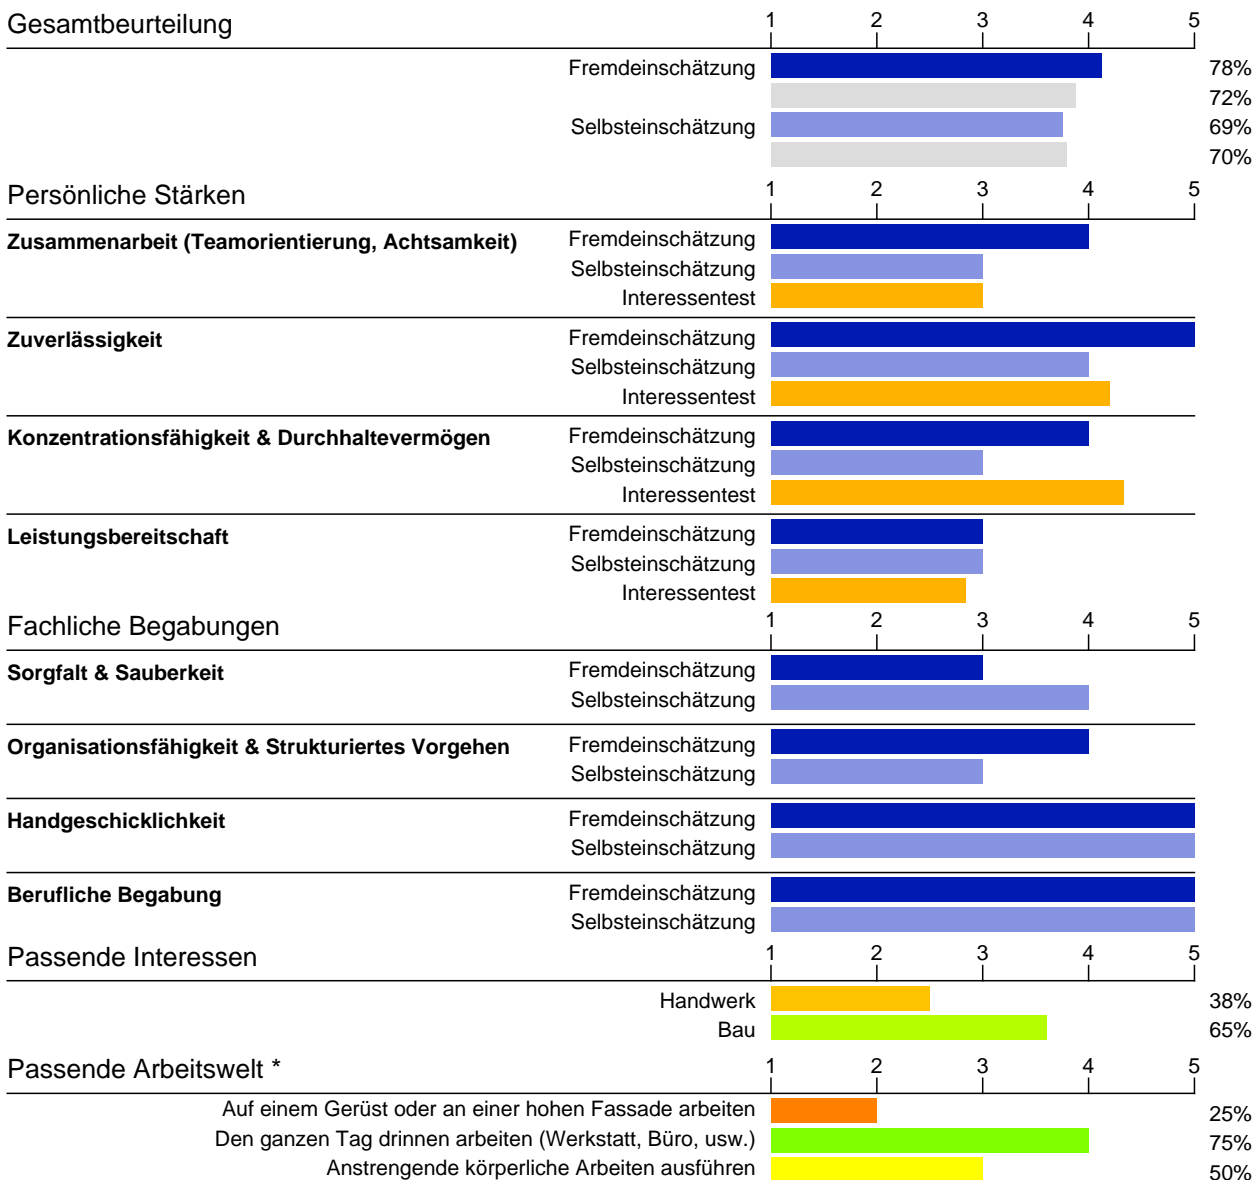 Gesamtbeurteilung 1 2 3 4 5
Fremdeinschätzung 78%
72%
Selbsteinschätzung 69%
70%
Persönliche Stärken 1 2 3 4 5
Zusammenarbeit (Teamorientierung, Achtsamkeit) Fremdeinschätzung
Selbsteinschätzung
Interessentest
Zuverlässigkeit Fremdeinschätzung
Selbsteinschätzung
Interessentest
Konzentrationsfähigkeit & Durchhaltevermögen Fremdeinschätzung
Selbsteinschätzung
Interessentest
Leistungsbereitschaft Fremdeinschätzung
Selbsteinschätzung
Interessentest
Fachliche Begabungen 1 2 3 4 5
Sorgfalt & Sauberkeit Fremdeinschätzung
Selbsteinschätzung
Organisationsfähigkeit & Strukturiertes Vorgehen Fremdeinschätzung
Selbsteinschätzung
Handgeschicklichkeit Fremdeinschätzung
Selbsteinschätzung
Berufliche Begabung Fremdeinschätzung
Selbsteinschätzung
Passende Interessen 1 2 3 4 5
Handwerk 38%
Bau 65%
Passende Arbeitswelt * 1 2 3 4 5
Auf einem Gerüst oder an einer hohen Fassade arbeiten 25%
Den ganzen Tag drinnen arbeiten (Werkstatt, Büro, usw.) 75%
Anstrengende körperliche Arbeiten ausführen 50%